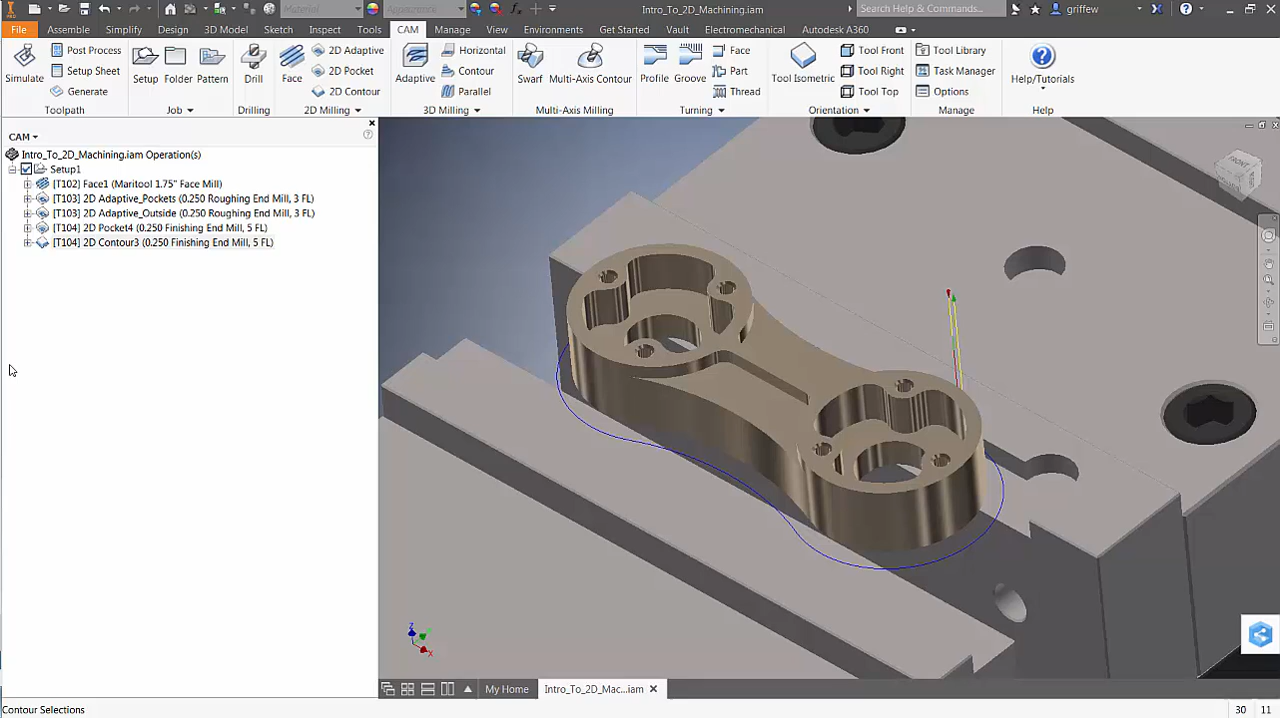 Material
Appearance
Intro_To_2D_Machining.iam
Search Help & Commands...
griffew
File Assemble Simplify Design 3D Model Sketch Inspect Tools CAM Manage View Environments Get Started Vault Electromechanical Autodesk A360
Post Process 2D Adaptive Horizontal Face Tool Front Tool Library
Simulate Setup Sheet Setup Folder Pattern Drill Face 2D Pocket Adaptive Contour Swarf Multi-Axis Contour Profile Groove Part Tool Isometric Tool Right Task Manager Help/Tutorials
Generate 2D Contour Parallel Thread Tool Top Options
Toolpath Job Drilling 2D Milling 3D Milling Multi-Axis Milling Turning Orientation Manage Help
CAM
Intro_To_2D_Machining.iam Operation(s)
Setup1
[T102] Face1 (Maritool 1.75" Face Mill)
[T103] 2D Adaptive_Pockets (0.250 Roughing End Mill, 3 FL)
[T103] 2D Adaptive_Outside (0.250 Roughing End Mill, 3 FL)
[T104] 2D Pocket4 (0.250 Finishing End Mill, 5 FL)
[T104] 2D Contour3 (0.250 Finishing End Mill, 5 FL)
FRONT
Z
X
My Home Intro_To_2D_Mac...iam
Contour Selections 30 11